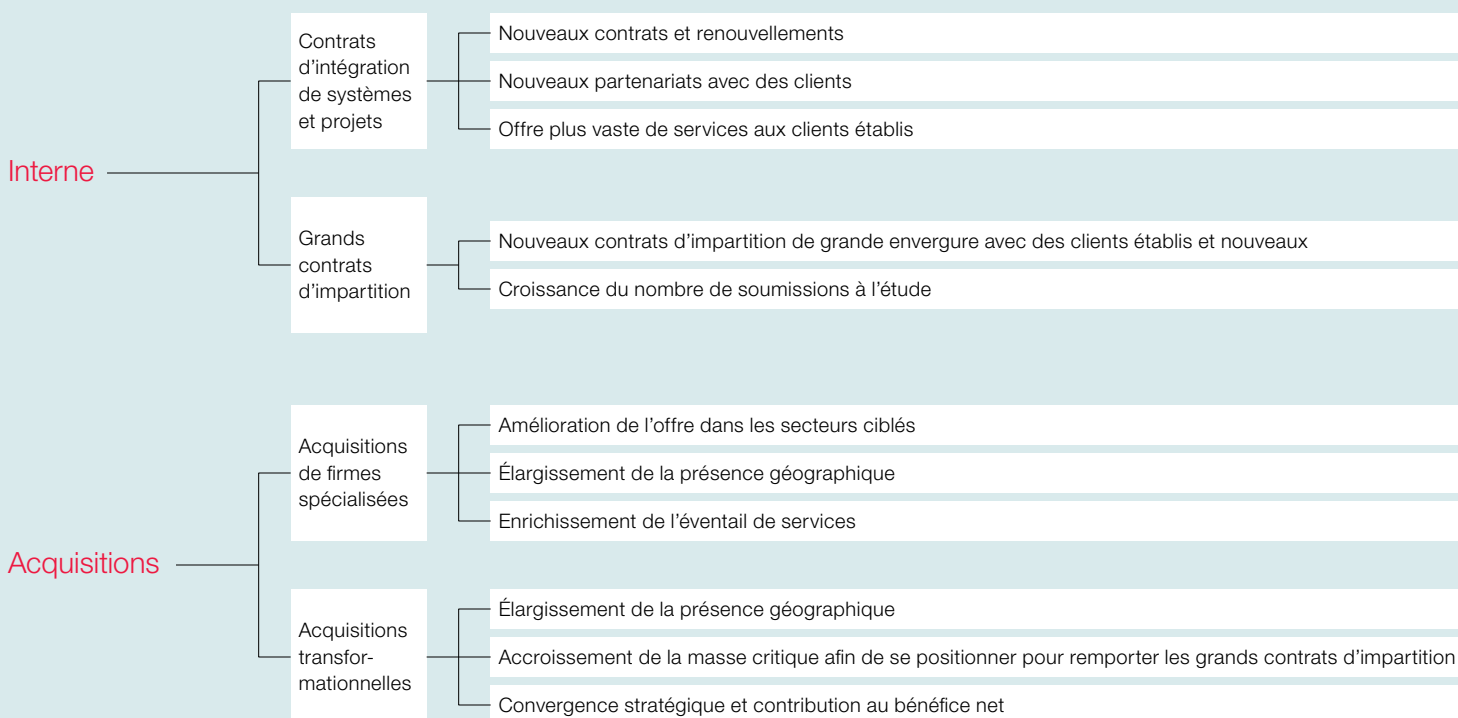 Interne
Contrats
d’intégration
de systèmes
et projets
Nouveaux contrats et renouvellements
Nouveaux partenariats avec des clients
Offre plus vaste de services aux clients établis
Grands
contrats
d’impartition
Nouveaux contrats d’impartition de grande envergure avec des clients établis et nouveaux
Croissance du nombre de soumissions à l’étude
Acquisitions
Acquisitions
de firmes
spécialisées
Amélioration de l’offre dans les secteurs ciblés
Élargissement de la présence géographique
Enrichissement de l’éventail de services
Acquisitions
transfor-
mationnelles
Élargissement de la présence géographique
Accroissement de la masse critique afin de se positionner pour remporter les grands contrats d’impartition
Convergence stratégique et contribution au bénéfice net